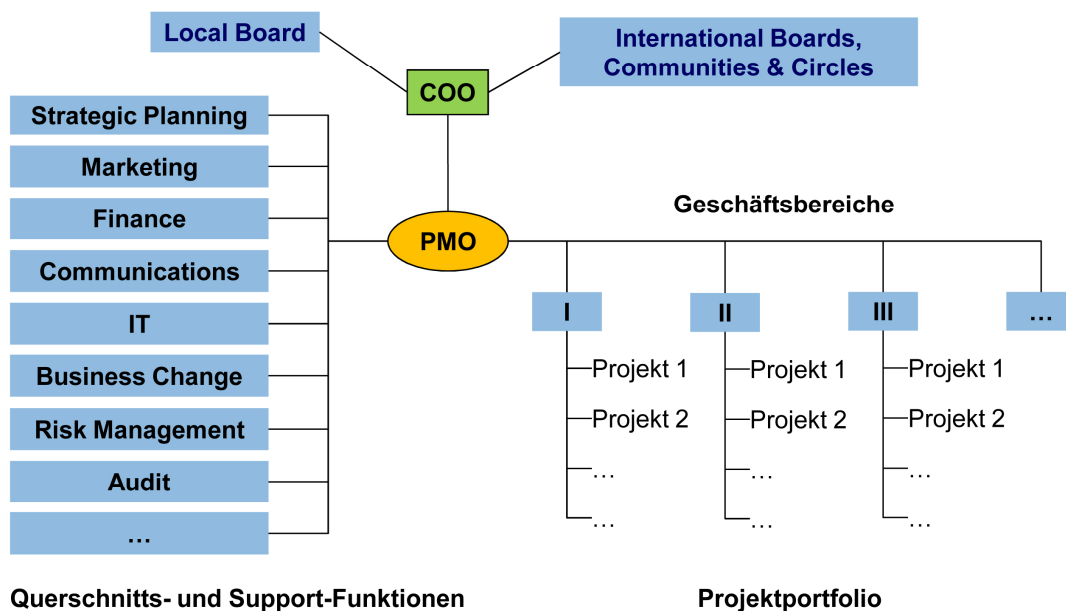 Local Board
International Boards,
Communities & Circles
COO
Strategic Planning
Marketing
Finance
Communications
IT
Business Change
Risk Management
Audit
…
PMO
Geschäftsbereiche
I
II
III
…
Projekt 1
Projekt 2
…
…
Projekt 1
Projekt 2
…
…
Projekt 1
Projekt 2
…
…
Querschnitts- und Support-Funktionen
Projektportfolio